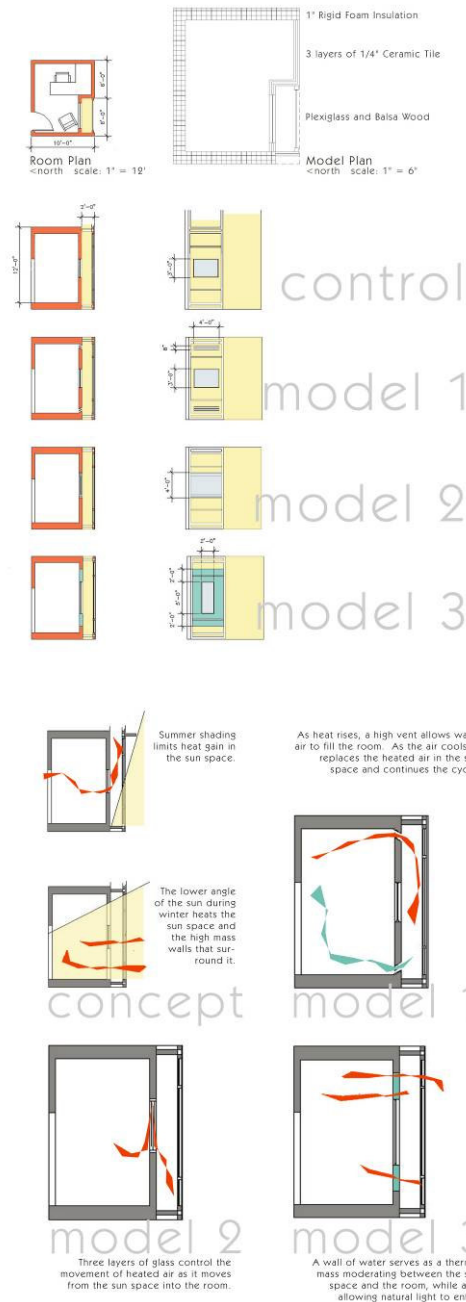 1" Rigid Foam Insulation
3 layers of 1/4" Ceramic Tile
Plexiglass and Balsa Wood
8'-0"
6'-0"
10'-0"
Room Plan
<north scale: 1" = 12'
Model Plan
<north scale: 1" = 6"
2'-0"
12'-0"
3'-0"
control
4'-0"
6"
3'-0"
model 1
4'-0"
model 2
2'-0"
2'-0"
5'-0"
2'-0"
model 3
Summer shading
limits heat gain in
the sun space.
As heat rises, a high vent allows wa
air to fill the room. As the air cools
replaces the heated air in the s
space and continues the cyc
The lower angle
of the sun during
winter heats the
sun space and
the high mass
walls that sur-
round it.
concept
model
model 2
Three layers of glass control the
movement of heated air as it moves
from the sun space into the room.
model 3
A wall of water serves as a therm
mass moderating between the s
space and the room, while a
allowing natural light to en